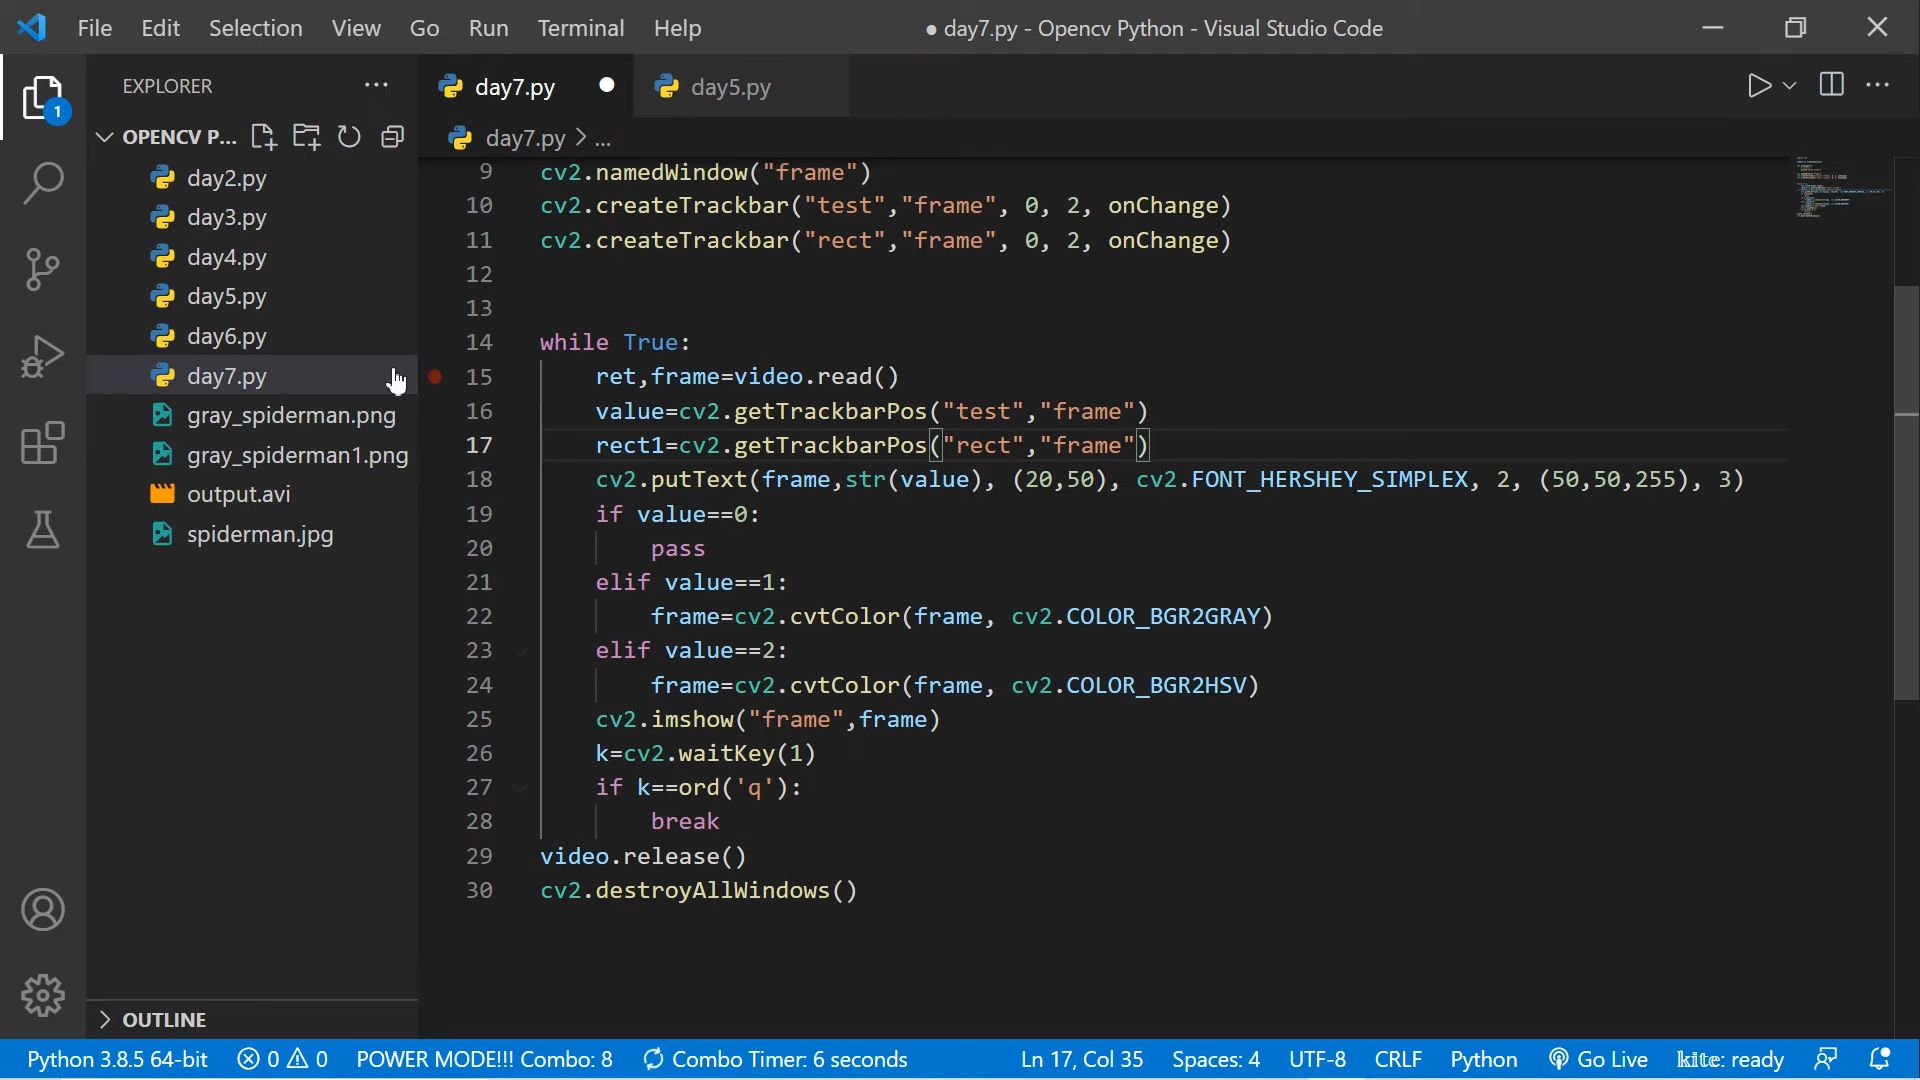 File Edit Selection View Go Run Terminal Help
● day7.py - Opencv Python - Visual Studio Code
EXPLORER ...
day7.py
day5.py
1
OPENCV P...
day7.py > ...
day2.py
day3.py
day4.py
day5.py
day6.py
day7.py
gray_spiderman.png
gray_spiderman1.png
output.avi
spiderman.jpg
OUTLINE
9 cv2.namedWindow("frame")
10 cv2.createTrackbar("test","frame", 0, 2, onChange)
11 cv2.createTrackbar("rect","frame", 0, 2, onChange)
12
13
14 while True:
15 ret,frame=video.read()
16 value=cv2.getTrackbarPos("test","frame")
17 rect1=cv2.getTrackbarPos("rect","frame")
18 cv2.putText(frame,str(value), (20,50), cv2.FONT_HERSHEY_SIMPLEX, 2, (50,50,255), 3)
19 if value==0:
20 pass
21 elif value==1:
22 frame=cv2.cvtColor(frame, cv2.COLOR_BGR2GRAY)
23 elif value==2:
24 frame=cv2.cvtColor(frame, cv2.COLOR_BGR2HSV)
25 cv2.imshow("frame",frame)
26 k=cv2.waitKey(1)
27 if k==ord('q'):
28 break
29 video.release()
30 cv2.destroyAllWindows()
Python 3.8.5 64-bit 0 0 POWER MODE!!! Combo: 8 Combo Timer: 6 seconds Ln 17, Col 35 Spaces: 4 UTF-8 CRLF Python Go Live kite: ready